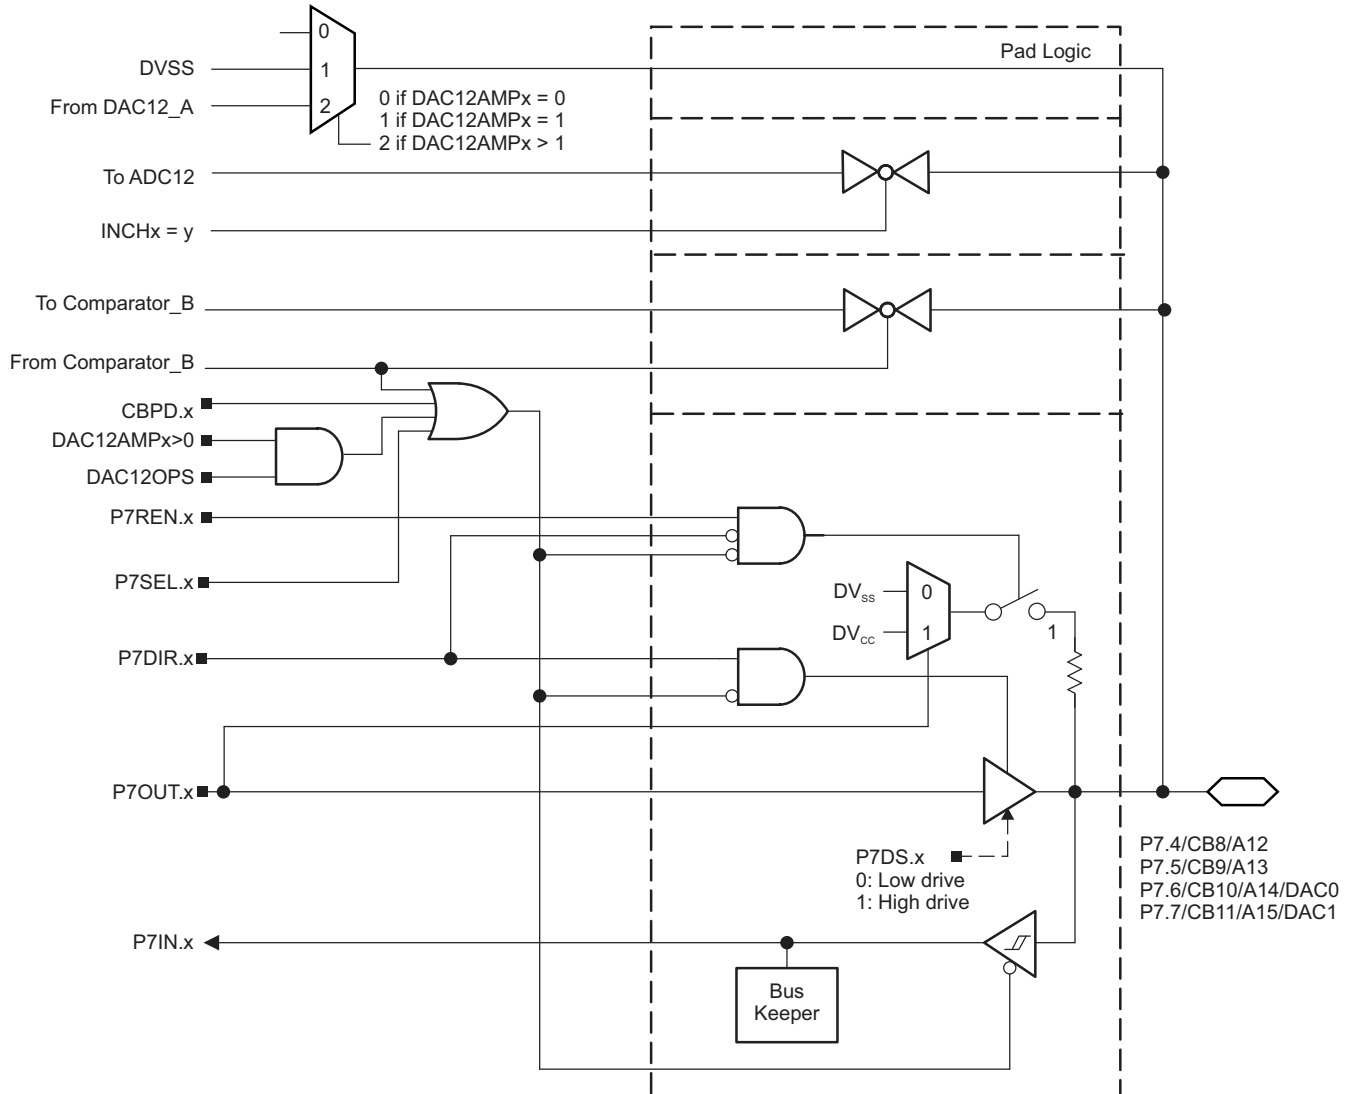 0
Pad Logic
DVSS
1
From DAC12_A
2
0 if DAC12AMPx = 0
1 if DAC12AMPx = 1
2 if DAC12AMPx > 1
To ADC12
INCHx = y
To Comparator_B
From Comparator_B
CBPD.x
DAC12AMPx>0
DAC12OPS
P7REN.x
P7SEL.x
DVSS
0
DVCC
1
1
P7DIR.x
P7OUT.x
P7DS.x
0: Low drive
1: High drive
P7.4/CB8/A12
P7.5/CB9/A13
P7.6/CB10/A14/DAC0
P7.7/CB11/A15/DAC1
P7IN.x
Bus
Keeper